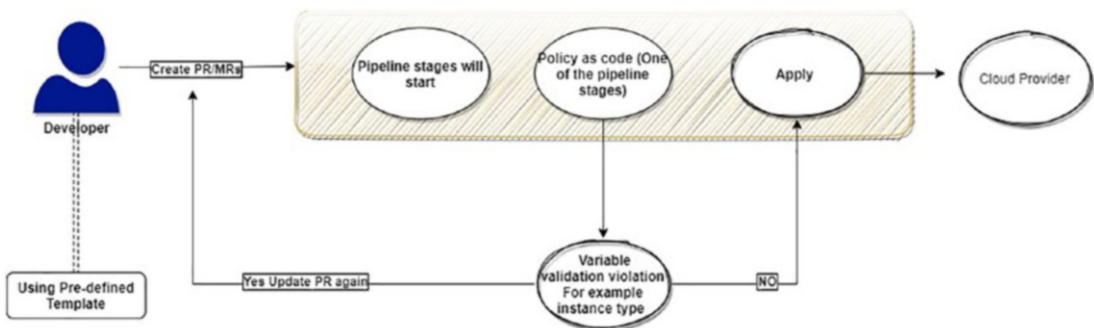 Create PR/MRs
Developer
Using Pre-defined
Template
Pipeline stages will
start
Policy as code (One
of the pipeline
stages)
Apply
Cloud Provider
Yes Update PR again
Variable
validation violation
For example
instance type
NO